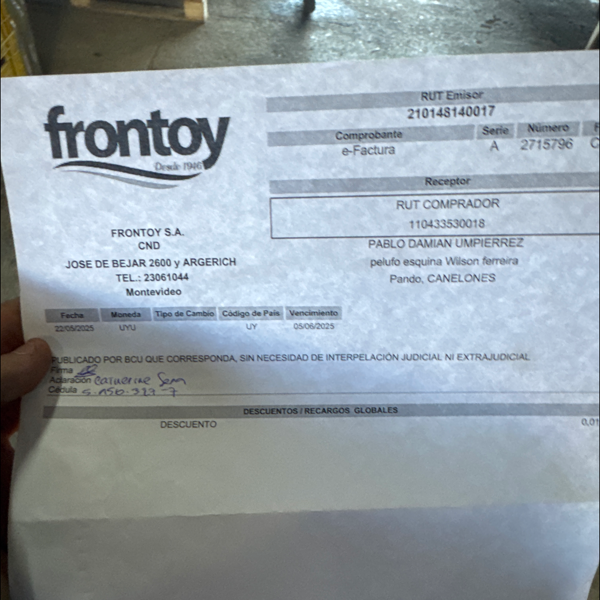 frontoy
Desde 1946
FRONTOY S.A.
CND
JOSE DE BEJAR 2600 y ARGERICH
TEL.: 23061044
Montevideo
RUT Emisor
210148140017
Comprobante Serie Número
e-Factura A 2715796
Receptor
RUT COMPRADOR
110433530018
PABLO DAMIAN UMPIERREZ
pelufo esquina Wilson ferreira
Pando, CANELONES
Fecha Moneda Tipo de Cambio Código de País Vencimiento
22/05/2025 UYU UY 05/06/2025
PUBLICADO POR BCU QUE CORRESPONDA, SIN NECESIDAD DE INTERPELACIÓN JUDICIAL NI EXTRAJUDICIAL
Firma
Aclaración
Cédula
DESCUENTOS / RECARGOS GLOBALES
DESCUENTO 0,01